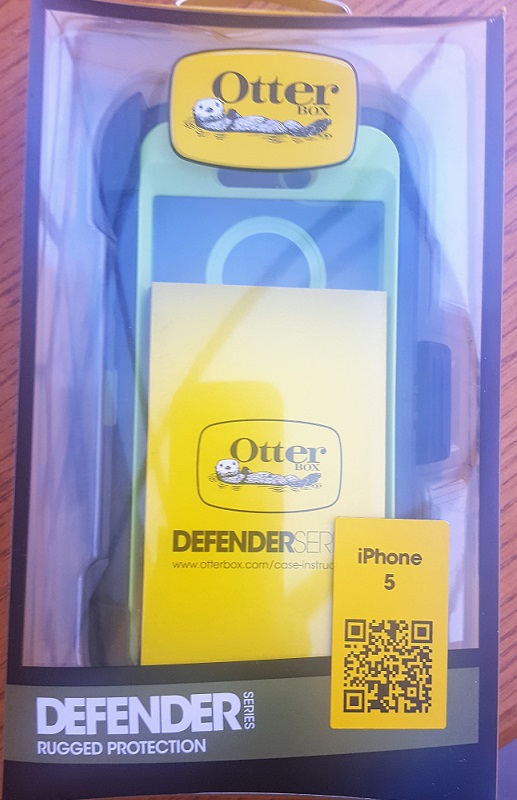 Otter
BOX
Otter
BOX
DEFENDERSER
www.otterbox.com/case-instruc
iPhone
5
DEFENDER SERIES
RUGGED PROTECTION